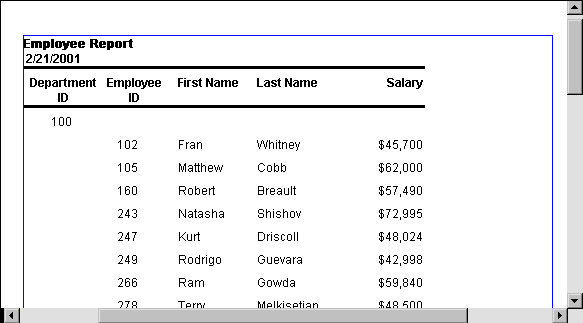 Employee Report
2/21/2001
Department ID Employee ID First Name Last Name Salary
100
102 Fran Whitney $45,700
105 Matthew Cobb $62,000
160 Robert Breault $57,490
243 Natasha Shishov $72,995
247 Kurt Driscoll $48,024
249 Rodrigo Guevara $42,998
266 Ram Gowda $59,840
278 Terry Melkisetian $48,500